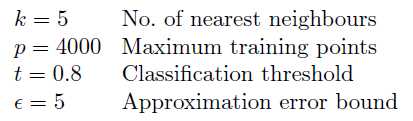 k = 5 No. of nearest neighbours
p = 4000 Maximum training points
t = 0.8 Classification threshold
ϵ = 5 Approximation error bound